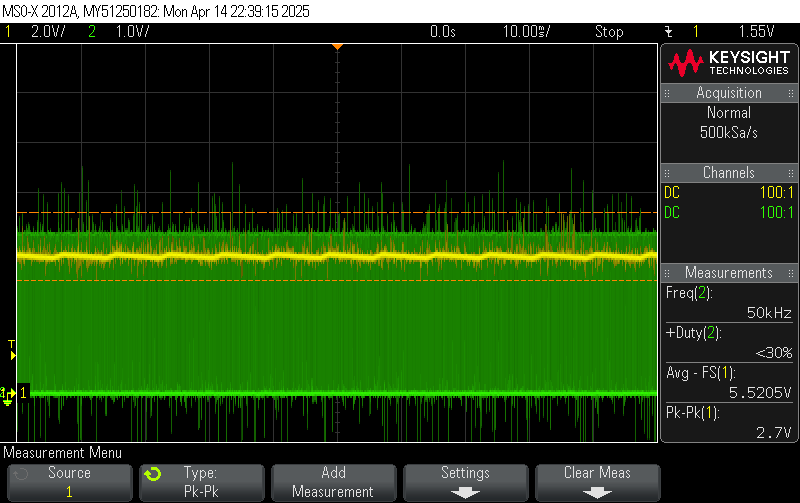 MSO-X 2012A, MY51250182: Mon Apr 14 22:39:15 2025
1 2.0V/ 2 1.0V/ 0.0s 10.00ms/ Stop 1 1.55V
KEYSIGHT
TECHNOLOGIES
Acquisition
Normal
500kSa/s
Channels
DC 100:1
DC 100:1
Measurements
Freq(2):
50kHz
+Duty(2):
<30%
Avg - FS(1):
5.5205V
Pk-Pk(1):
2.7V
T
2
1
Measurement Menu
Source
1
Type:
Pk-Pk
Add
Measurement
Settings
Clear Meas